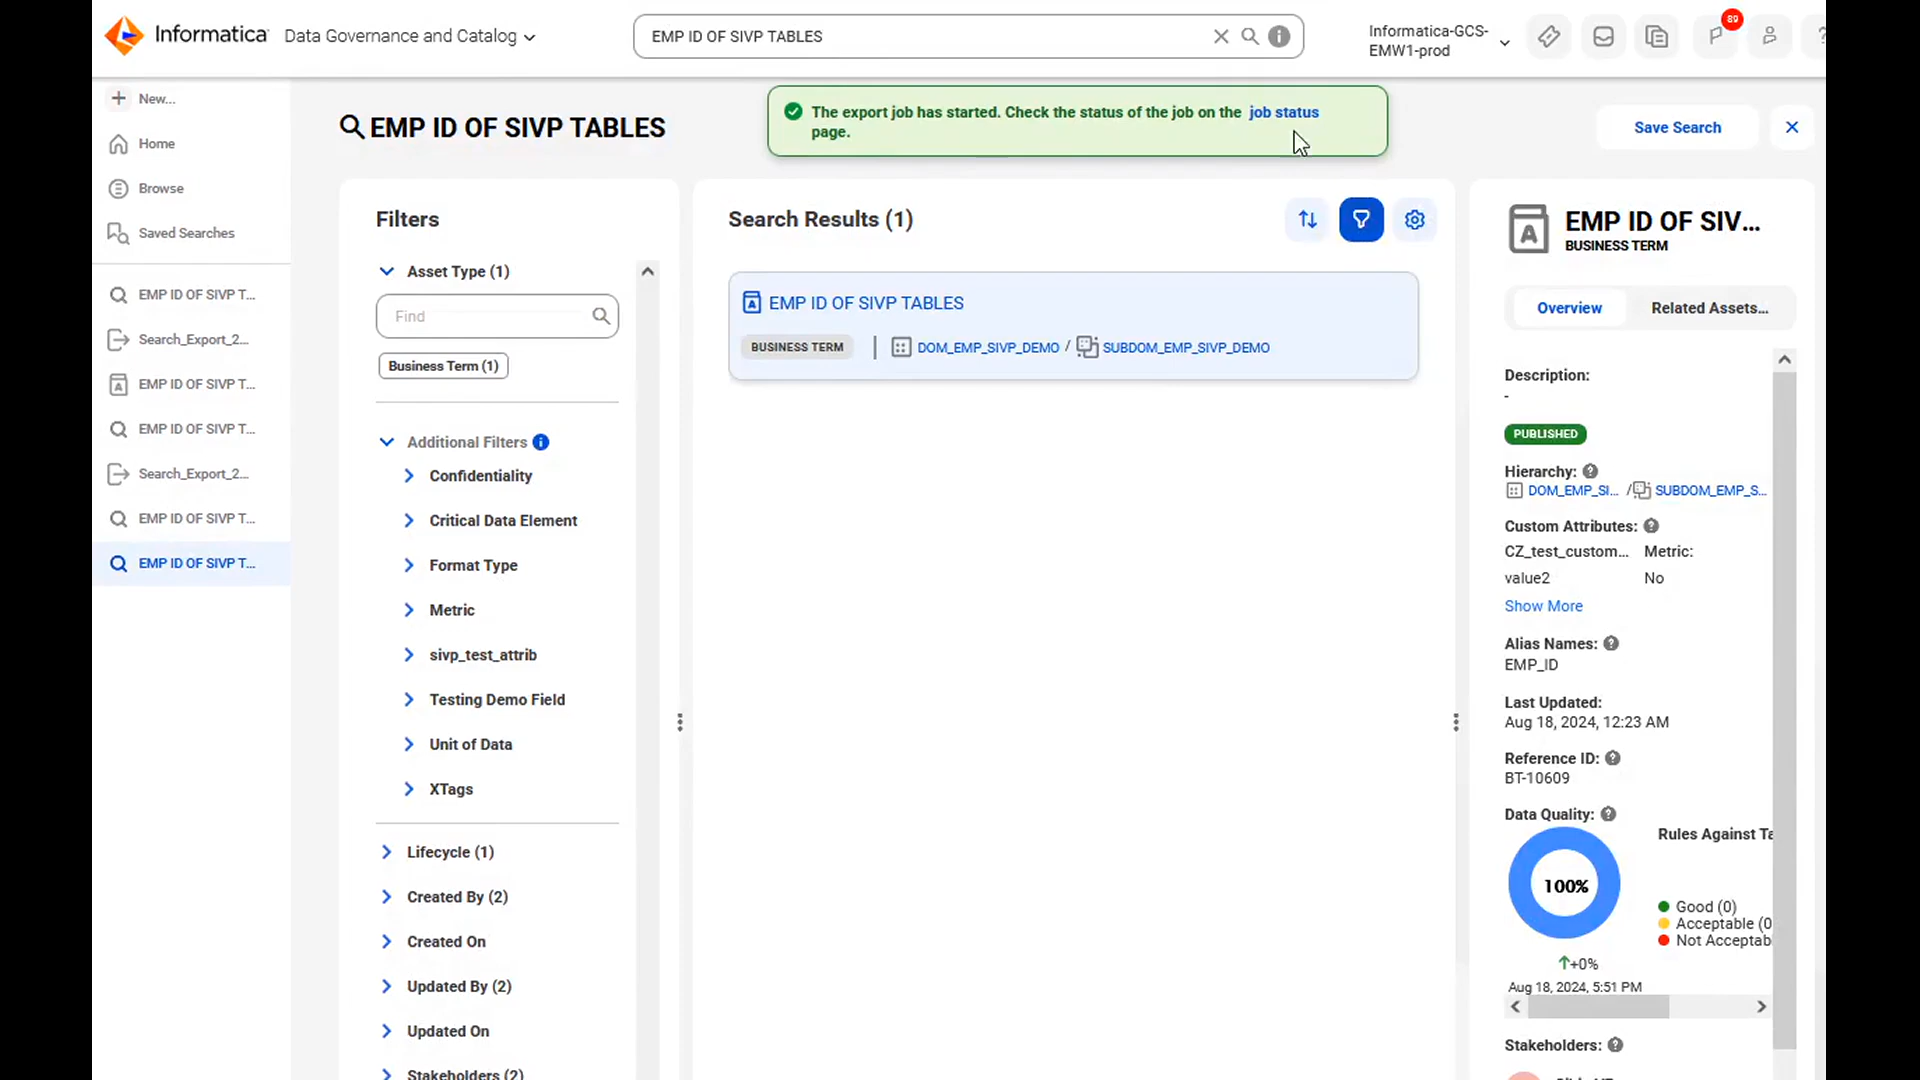 Informatica
Data Governance and Catalog
EMP ID OF SIVP TABLES
Informatica-GCS-
EMW1-prod
89
New...
Home
Browse
Saved Searches
EMP ID OF SIVP T...
Search_Export_2...
EMP ID OF SIVP T...
EMP ID OF SIVP T...
Search_Export_2...
EMP ID OF SIVP T...
EMP ID OF SIVP T...
EMP ID OF SIVP TABLES
The export job has started. Check the status of the job on the job status
page.
Save Search
Filters
Asset Type (1)
Find
Business Term (1)
Additional Filters
Confidentiality
Critical Data Element
Format Type
Metric
sivp_test_attrib
Testing Demo Field
Unit of Data
XTags
Lifecycle (1)
Created By (2)
Created On
Updated By (2)
Updated On
Stakeholders (2)
Search Results (1)
EMP ID OF SIVP TABLES
BUSINESS TERM | DOM_EMP_SIVP_DEMO / SUBDOM_EMP_SIVP_DEMO
EMP ID OF SIV...
BUSINESS TERM
Overview
Related Assets...
Description:
-
PUBLISHED
Hierarchy:
DOM_EMP_SI... / SUBDOM_EMP_S...
Custom Attributes:
CZ_test_custom... Metric:
value2 No
Show More
Alias Names:
EMP_ID
Last Updated:
Aug 18, 2024, 12:23 AM
Reference ID:
BT-10609
Data Quality:
Rules Against Ta
100%
Good (0)
Acceptable (0
Not Acceptab
+0%
Aug 18, 2024, 5:51 PM
Stakeholders: